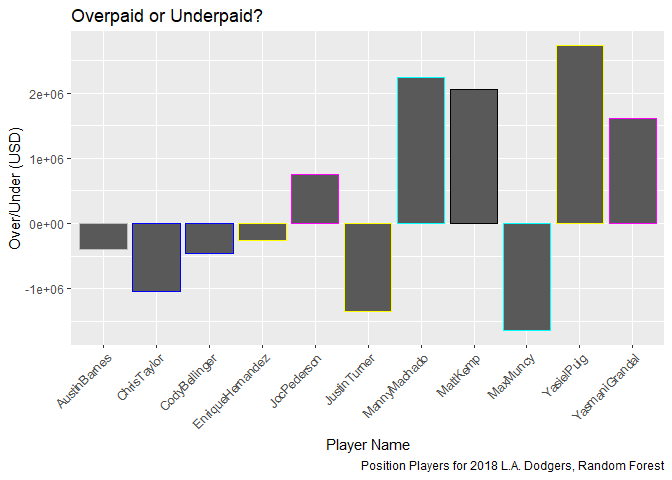 Overpaid or Underpaid?
Over/Under (USD)
2e+06
1e+06
0e+00
-1e+06
AustinBarnes
ChrisTaylor
CodyBellinger
EnriqueHernandez
JocPederson
JustinTurner
MannyMachado
MattKemp
MaxMuncy
YasielPuig
YasmaniGrandal
Player Name
Position Players for 2018 L.A. Dodgers, Random Forest